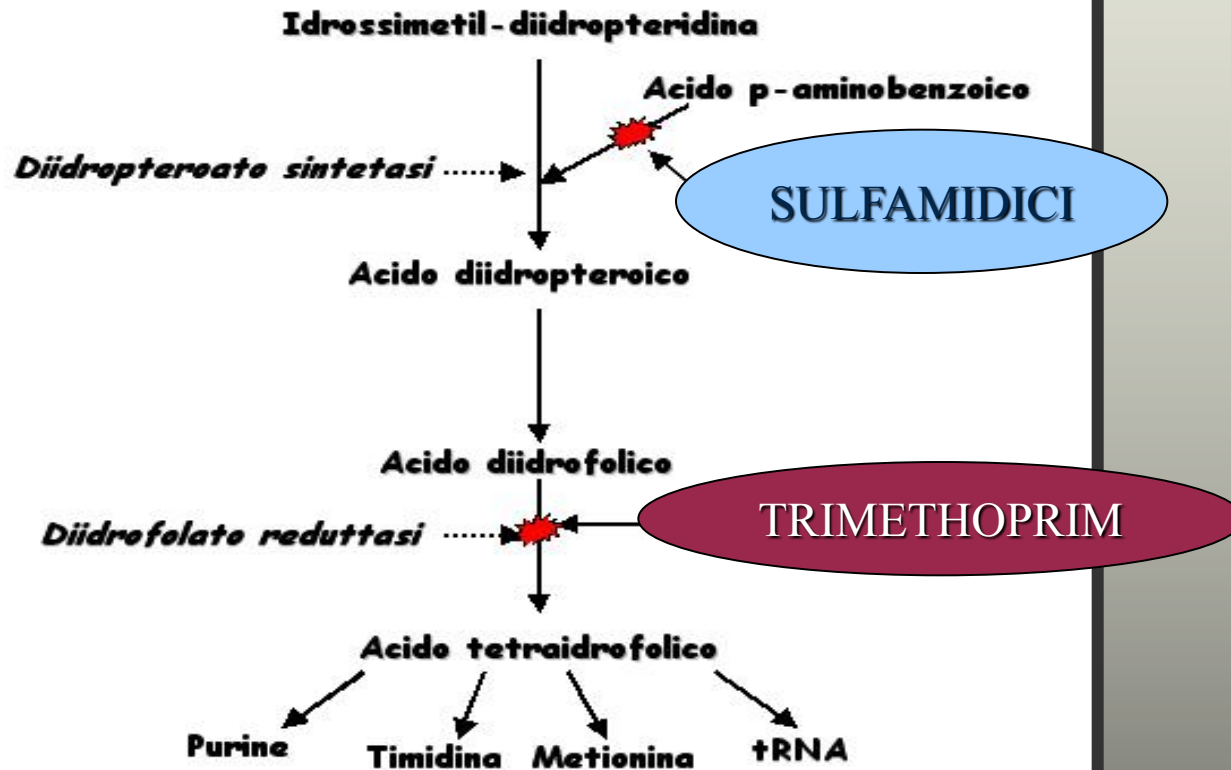 Idrossimetil-diidropteridina
Acido p-aminobenzoico
Diidropteroato sintetasi
SULFAMIDICI
Acido diidropteroico
Acido diidrofolico
Diidrofolato reduttasi
TRIMETHOPRIM
Acido tetraidrofolico
Purine Timidina Metionina tRNA